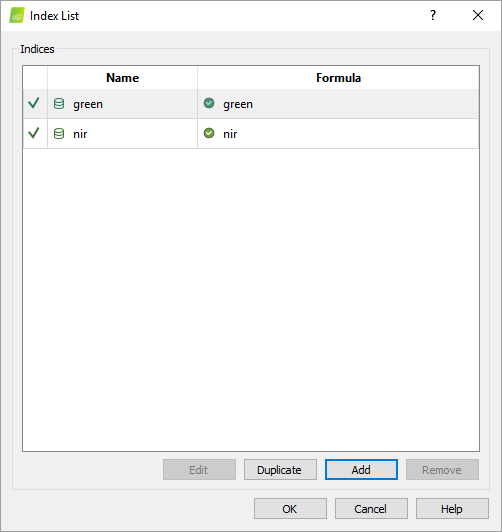 Index List
?
Indices
Name Formula
green green
nir nir
Edit Duplicate Add Remove
OK Cancel Help